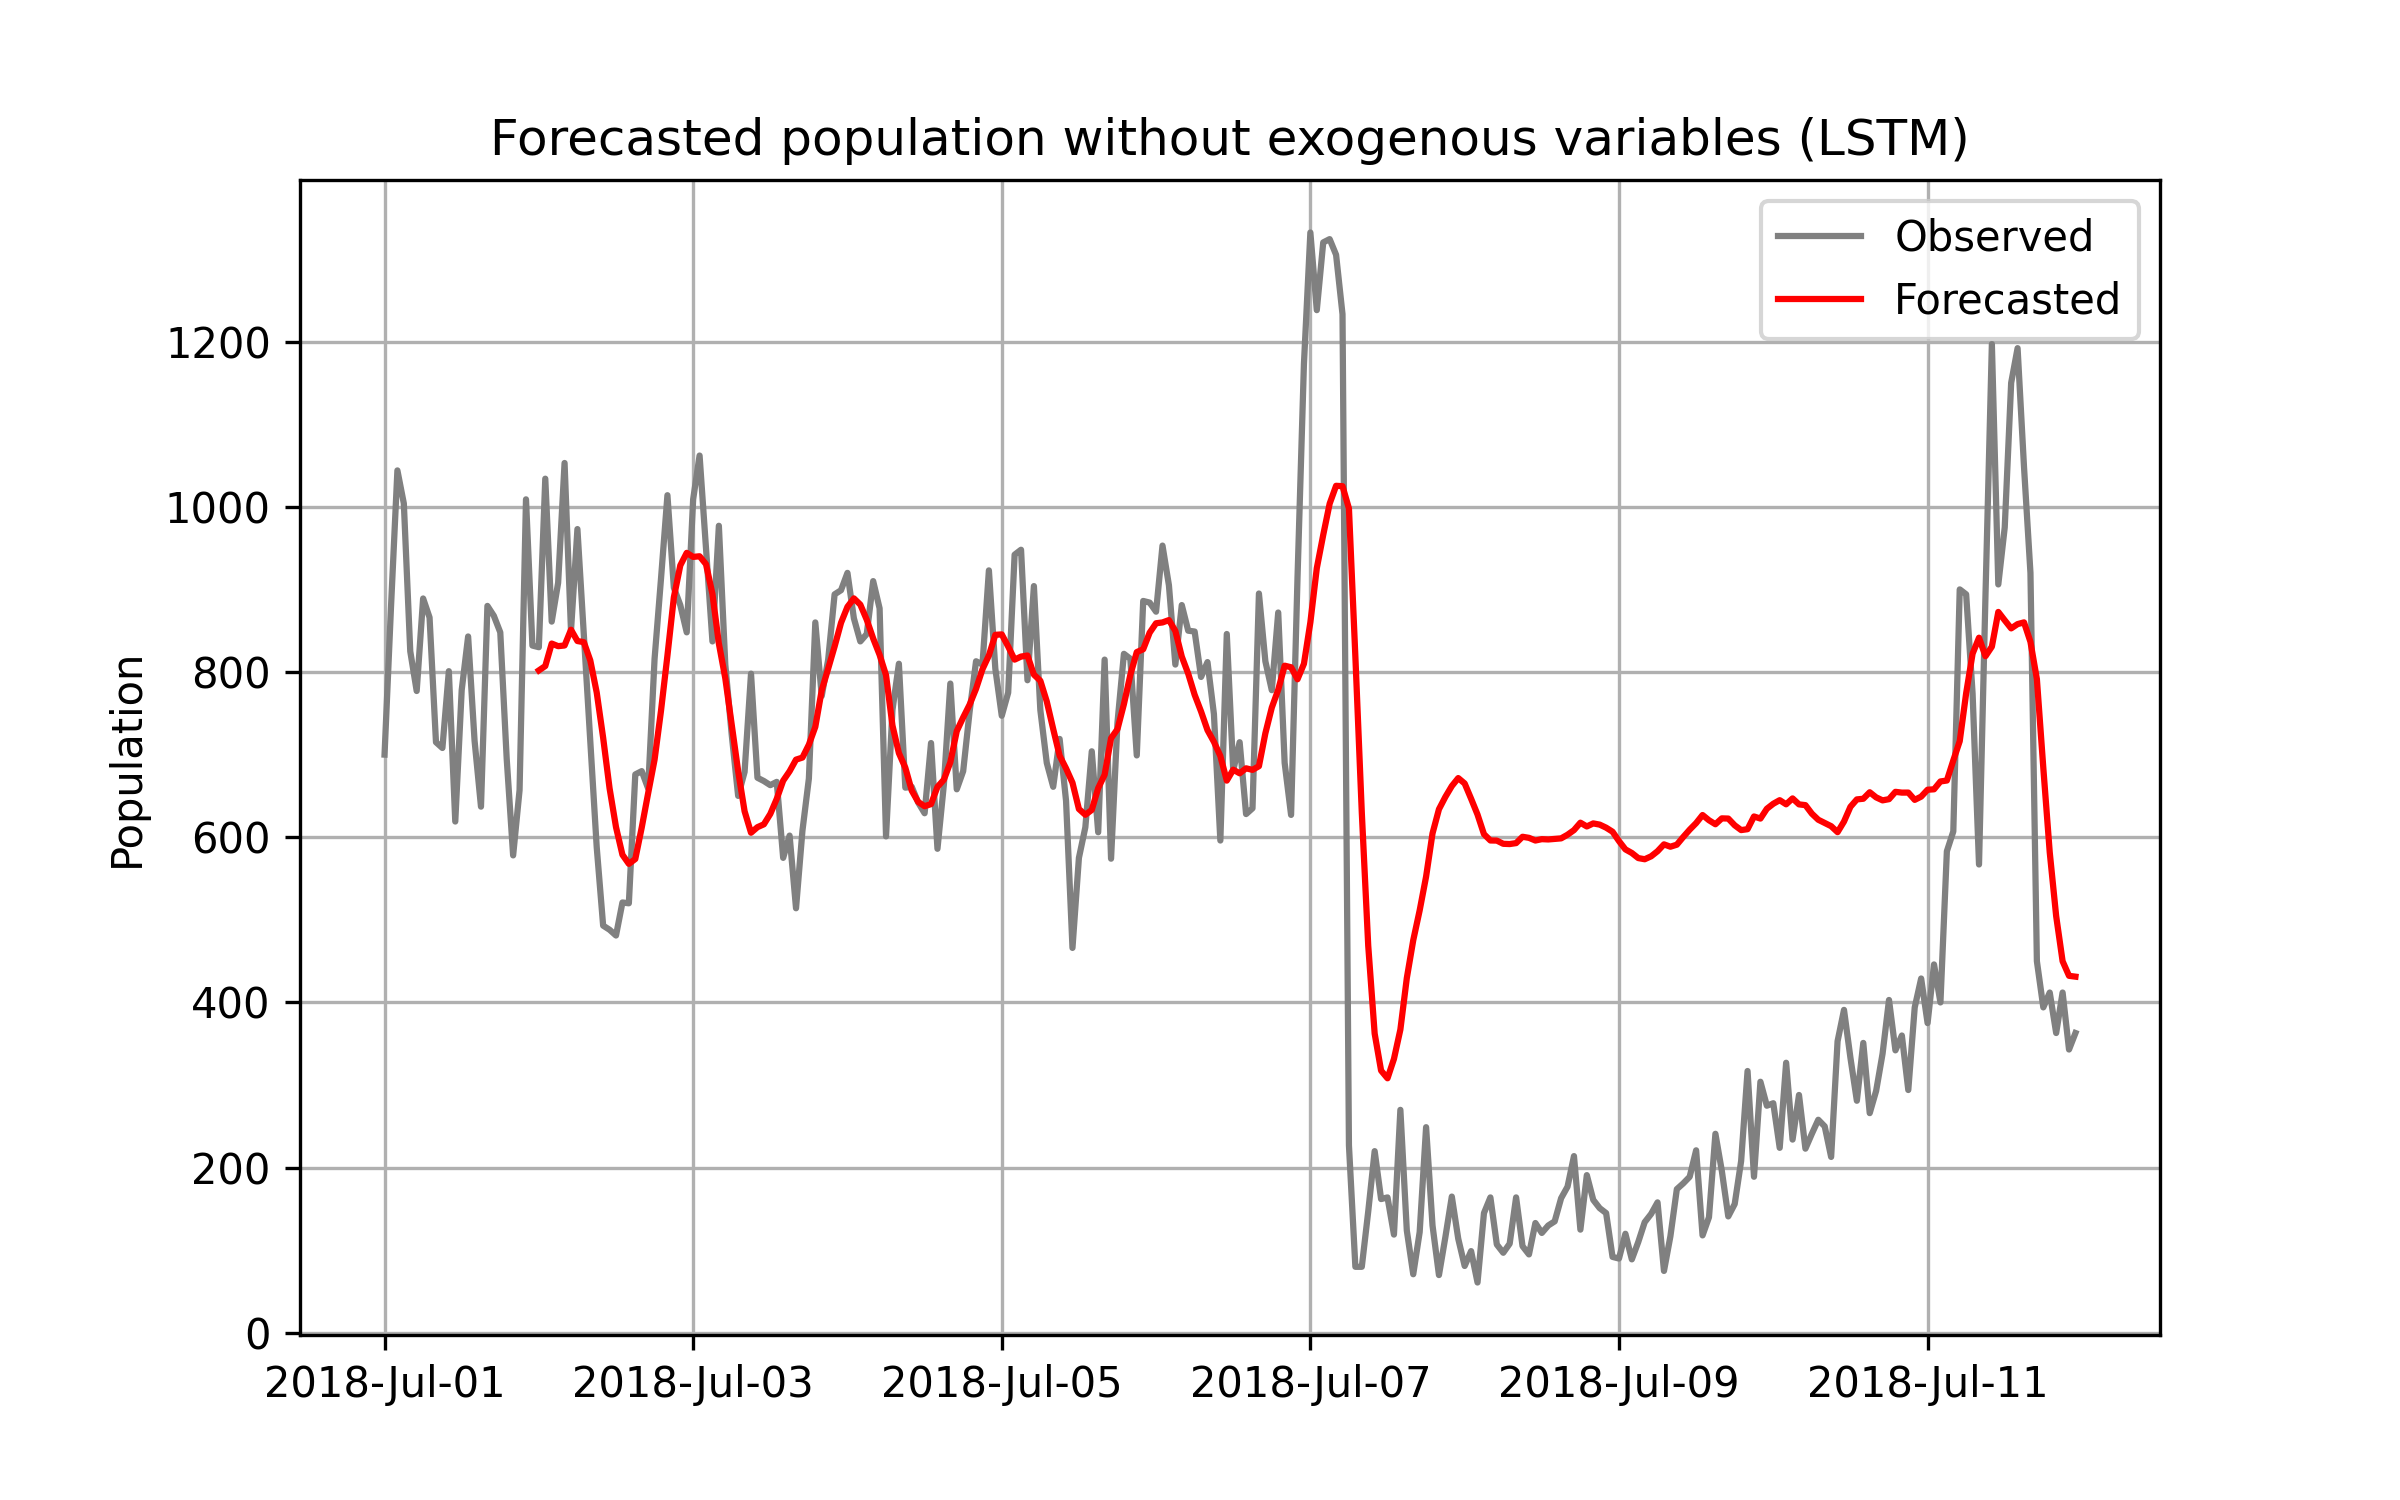 Forecasted population without exogenous variables (LSTM)
Observed
Forecasted
Population
1200
1000
800
600
400
200
0
2018-Jul-01 2018-Jul-03 2018-Jul-05 2018-Jul-07 2018-Jul-09 2018-Jul-11